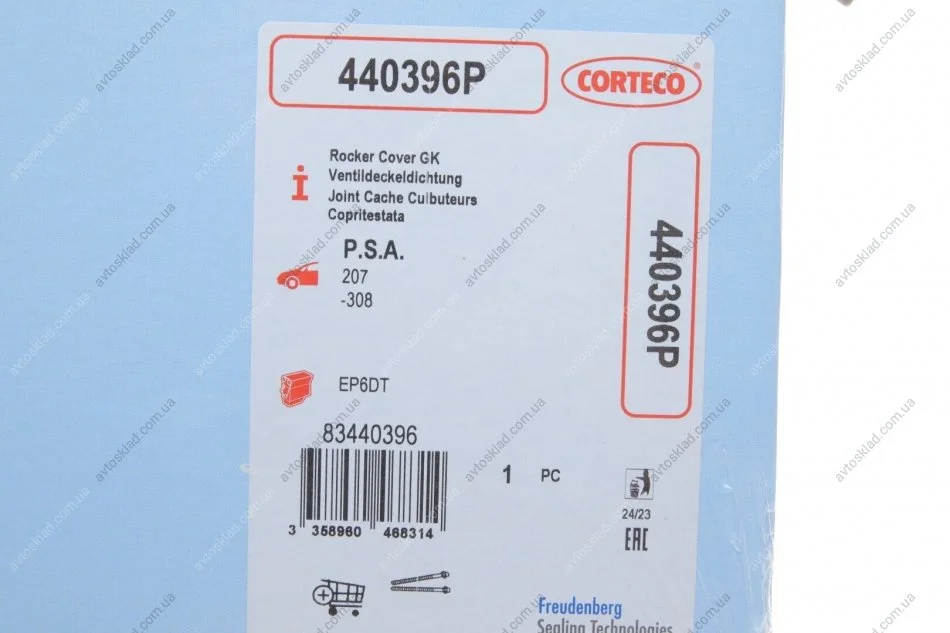 440396P
CORTECO®
Rocker Cover GK
Ventildeckeldichtung
Joint Cache Culbuteurs
Copritestata
P.S.A.
207
-308
440396P
EP6DT
83440396
1 PC
3 358960 468314
24/23
EAC
Freudenberg
Sealing Technologies
avtosklad.com.ua